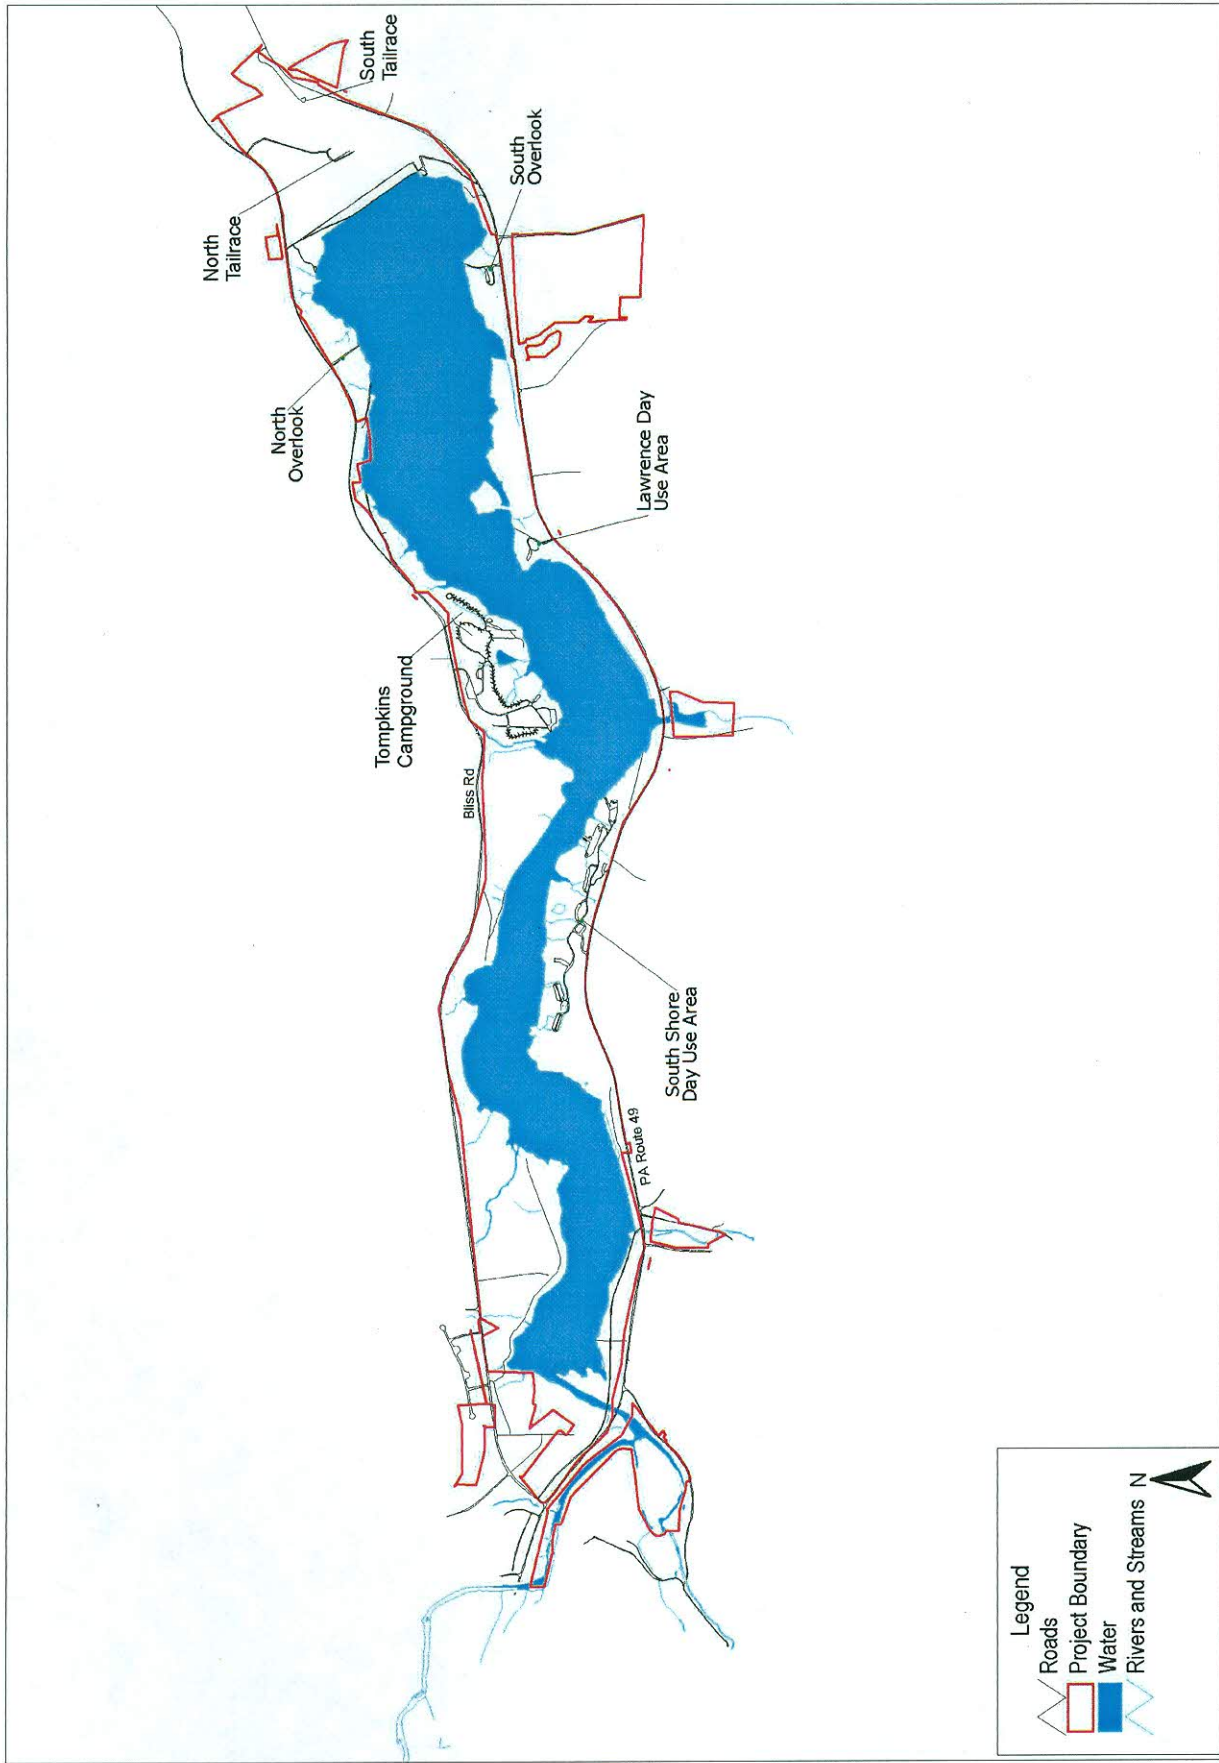 South
Tailrace
North
Tailrace
South
Overlook
North
Overlook
Lawrence Day
Use Area
Tompkins
Campground
Bliss Rd
South Shore
Day Use Area
PA Route 49
Legend
Roads
Project Boundary
Water
Rivers and Streams
N